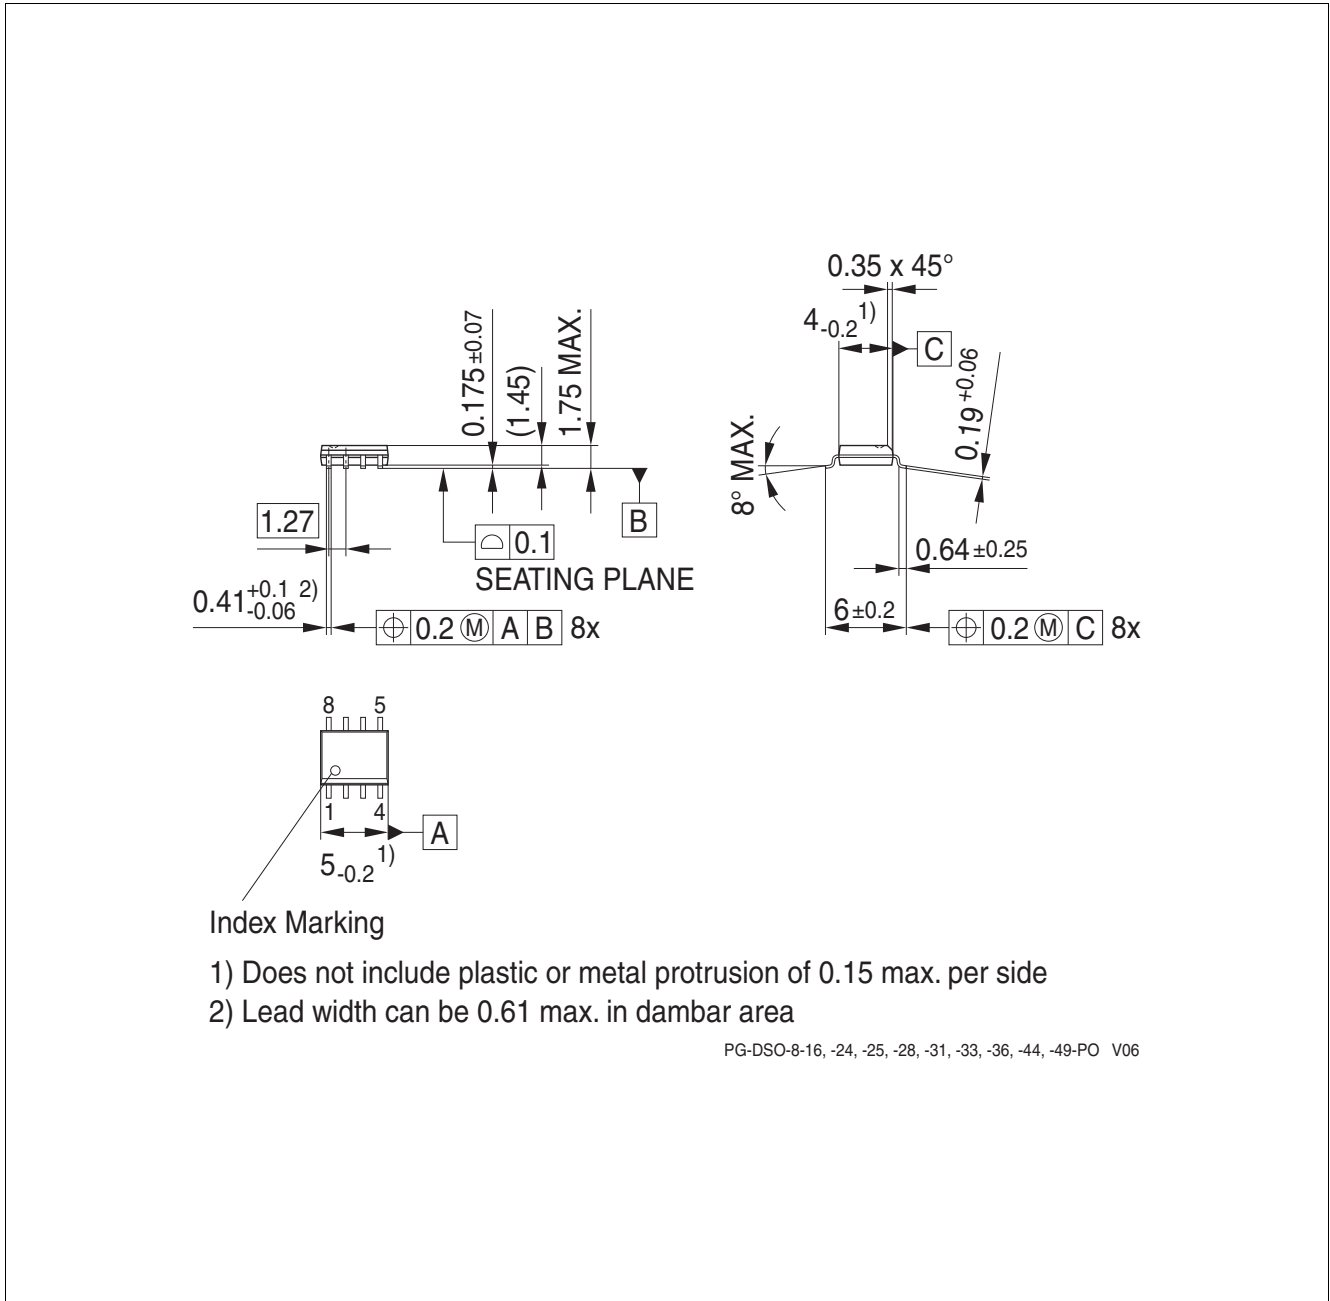 0.175 ±0.07
(1.45)
1.75 MAX.
1.27
0.1
SEATING PLANE
B
0.41 +0.1 -0.06 2)
0.2 Ⓜ A B 8x
0.35 x 45°
4 -0.2 1)
C
0.19 +0.06
8° MAX.
0.64 ±0.25
6 ±0.2
0.2 Ⓜ C 8x
8 5
1 4
A
5 -0.2 1)
Index Marking
1) Does not include plastic or metal protrusion of 0.15 max. per side
2) Lead width can be 0.61 max. in dambar area
PG-DSO-8-16, -24, -25, -28, -31, -33, -36, -44, -49-PO V06